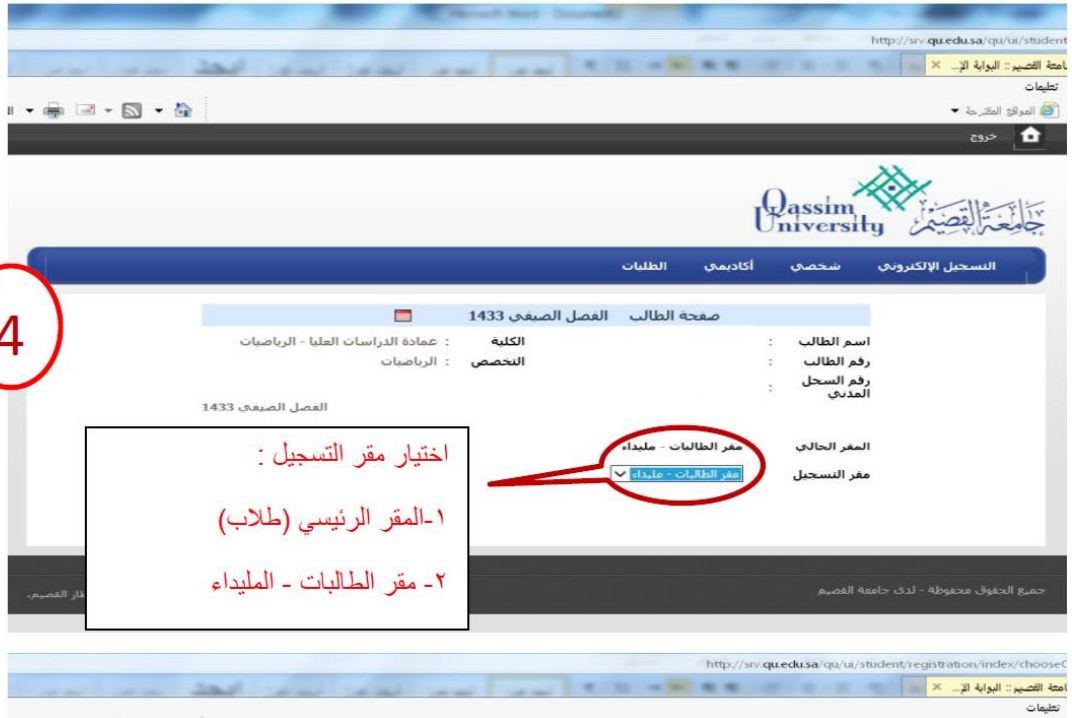 http://srv.qu.edu.sa/qu/ui/student
جامعة القصيم :: البوابة الإ...
تعليمات
المواقع المقترحة
خروج
Qassim University
جامعة القصيم
التسجيل الإلكتروني شخصي أكاديمي الطلبات
4
صفحة الطالب الفصل الصيفي 1433
اسم الطالب : الكلية : عمادة الدراسات العليا - الرياضيات
رقم الطالب : التخصص : الرياضيات
رقم السجل المدني :
الفصل الصيفي 1433
المقر الحالي مقر الطالبات - مليداء
مقر التسجيل مقر الطالبات - مليداء
اختيار مقر التسجيل :
١-المقر الرئيسي (طلاب)
٢- مقر الطالبات - المليداء
جميع الحقوق محفوظة - لدى جامعة القصيم
القصيم.
http://srv.qu.edu.sa/qu/ui/student/registration/index/chooseC
جامعة القصيم :: البوابة الإ...
تعليمات